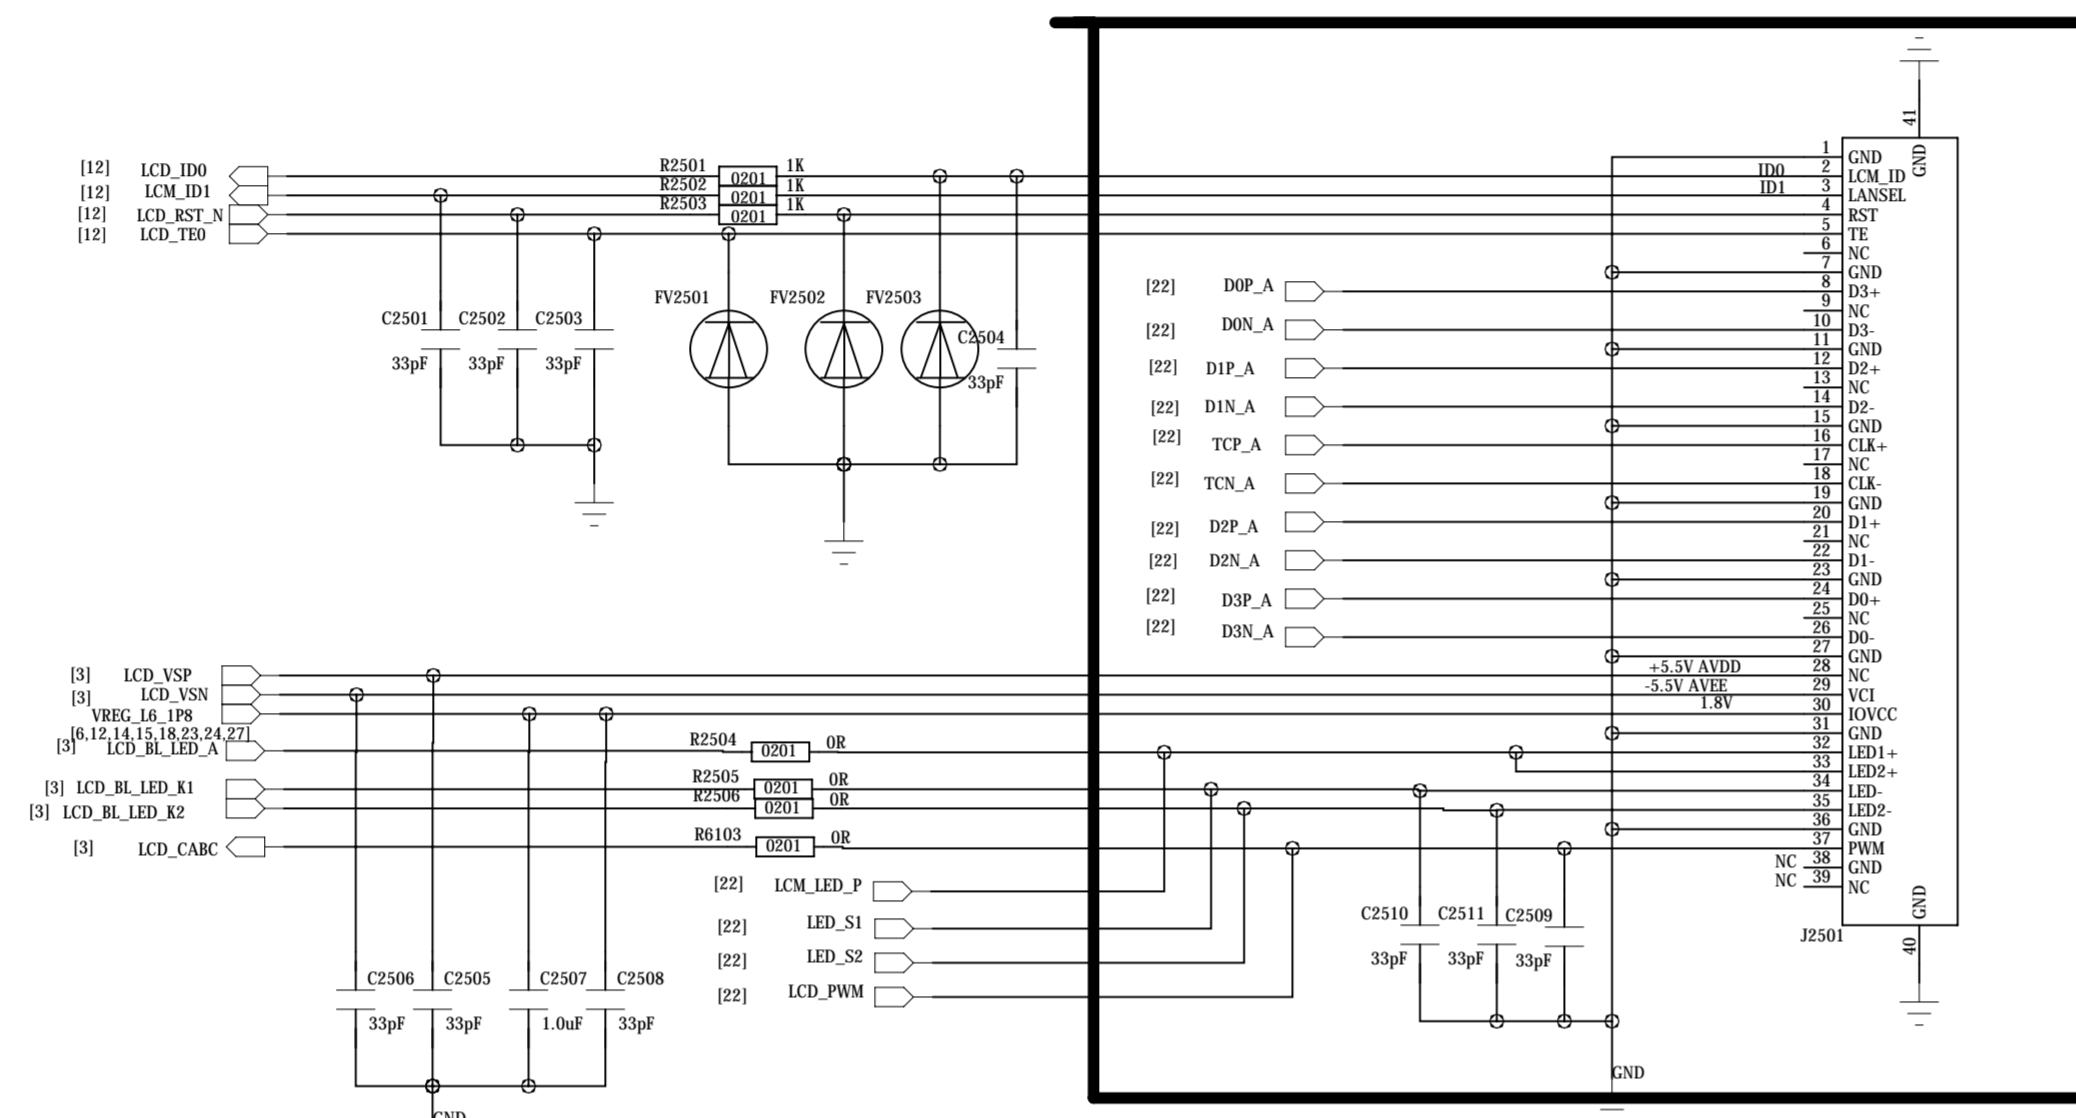 41
GND
[12] LCD_ID0 R2501 0201 1K ID0
[12] LCM_ID1 R2502 0201 1K ID1
[12] LCD_RST_N R2503 0201 1K
[12] LCD_TE0
1 GND
2 LCM_ID
3 LANSEL
4 RST
5 TE
6 NC
7 GND
8 D3+
9 NC
10 D3-
11 GND
12 D2+
13 NC
14 D2-
15 GND
16 CLK+
17 NC
18 CLK-
19 GND
20 D1+
21 NC
22 D1-
23 GND
24 D0+
25 NC
26 D0-
27 GND
28 NC
29 VCI
30 IOVCC
31 GND
32 LED1+
33 LED2+
34 LED-
35 LED2-
36 GND
37 PWM
NC 38 GND
NC 39 NC
GND
J2501
40
C2501 33pF
C2502 33pF
C2503 33pF
FV2501
FV2502
FV2503
C2504 33pF
[22] D0P_A
[22] D0N_A
[22] D1P_A
[22] D1N_A
[22] TCP_A
[22] TCN_A
[22] D2P_A
[22] D2N_A
[22] D3P_A
[22] D3N_A
[3] LCD_VSP +5.5V AVDD
[3] LCD_VSN -5.5V AVEE
VREG_L6_1P8 1.8V
[6,12,14,15,18,23,24,27]
[3] LCD_BL_LED_A R2504 0201 0R
[3] LCD_BL_LED_K1 R2505 0201 0R
[3] LCD_BL_LED_K2 R2506 0201 0R
[3] LCD_CABC R6103 0201 0R
[22] LCM_LED_P
[22] LED_S1
[22] LED_S2
[22] LCD_PWM
C2510 33pF
C2511 33pF
C2509 33pF
C2506 33pF
C2505 33pF
C2507 1.0uF
C2508 33pF
GND
GND